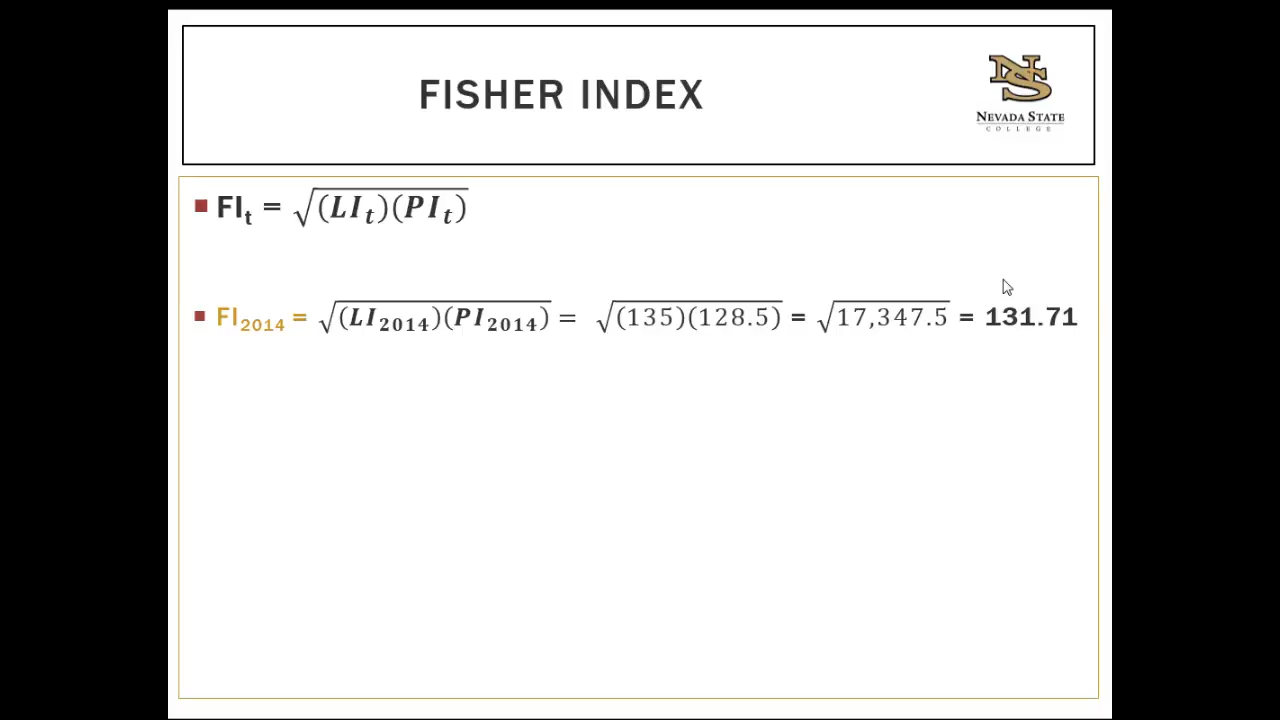 FISHER INDEX
NS
NEVADA STATE
COLLEGE
▪ FIₜ = √(LIₜ)(PIₜ)
▪ FI₂₀₁₄ = √(LI₂₀₁₄)(PI₂₀₁₄) = √(135)(128.5) = √17,347.5 = 131.71